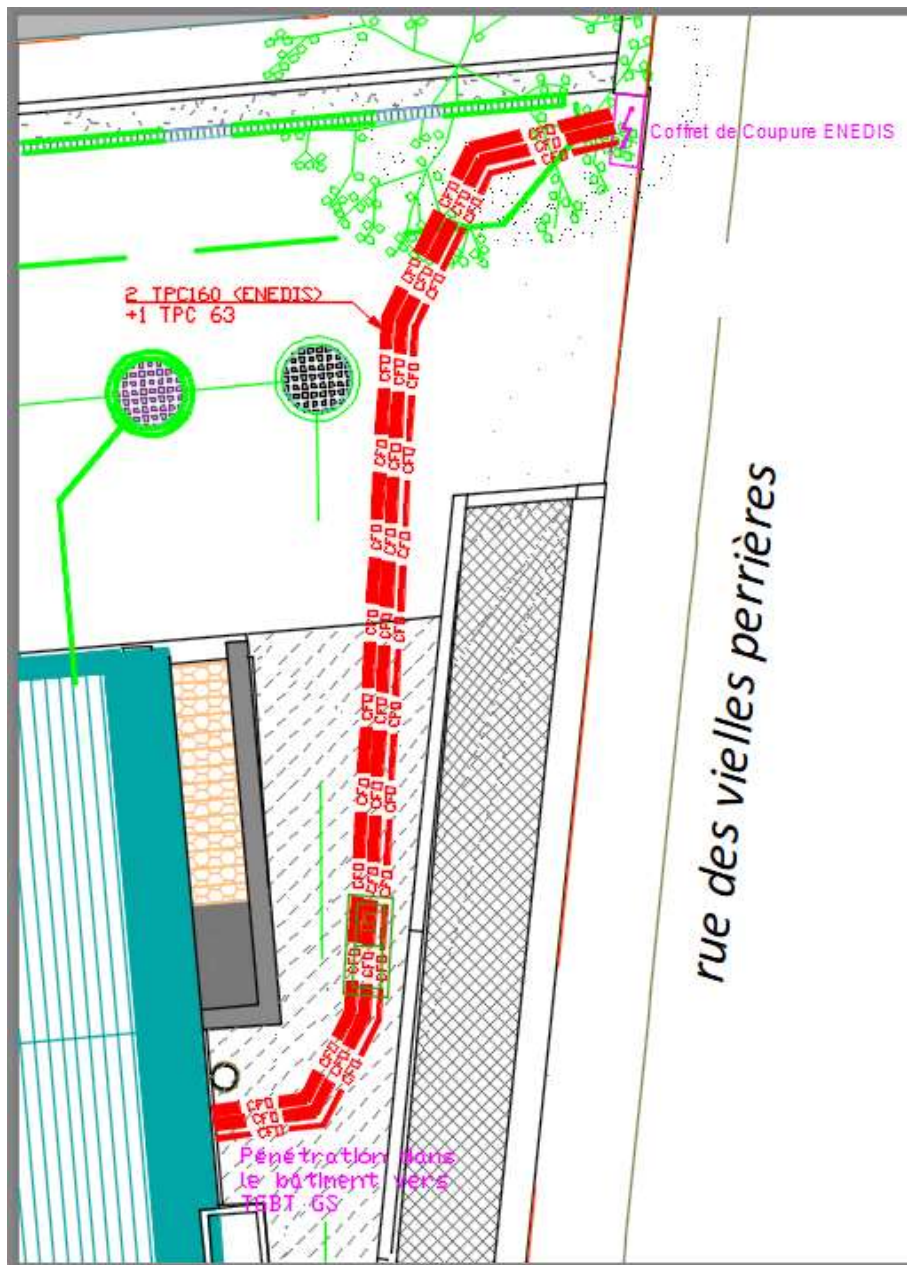 Coffret de Coupure ENEDIS
2 TPC160 (ENEDIS)
+1 TPC 63
rue des vielles perrières
Pénétration dans
le bâtiment vers
TGBT GS